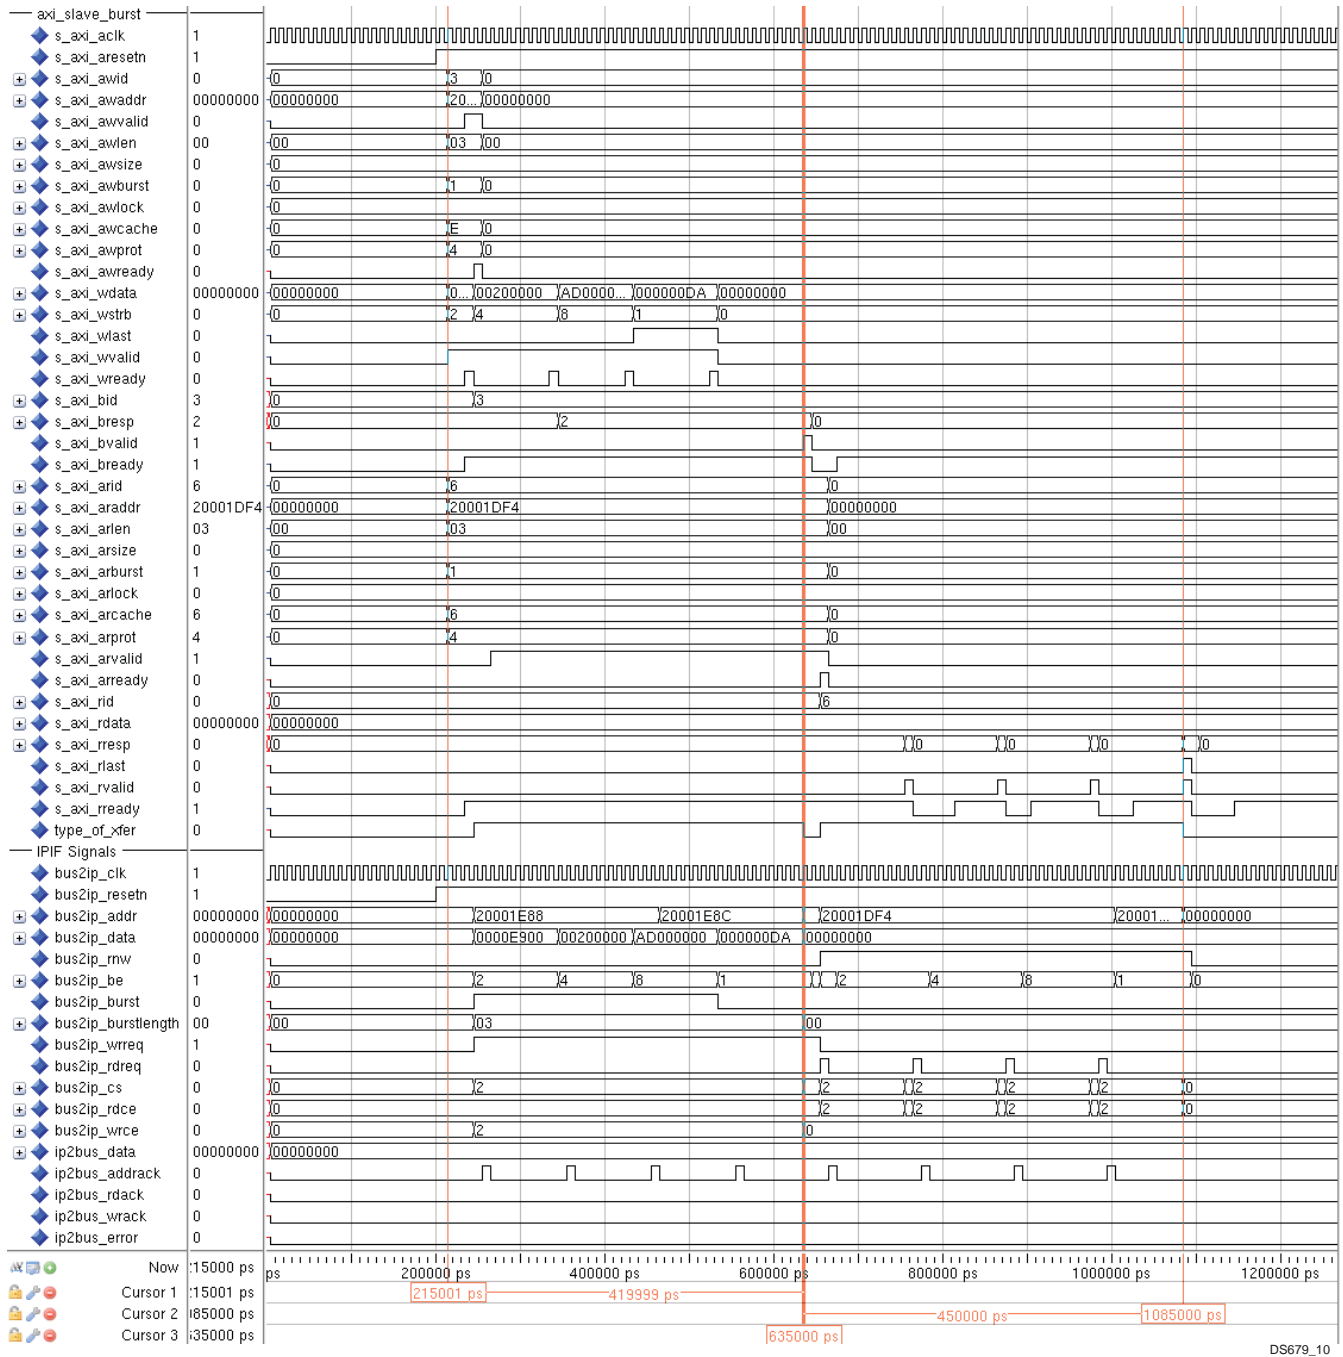 axi_slave_burst
s_axi_aclk 1
s_axi_aresetn 1
s_axi_awid 0 0 3 0
s_axi_awaddr 00000000 00000000 20... 00000000
s_axi_awvalid 0
s_axi_awlen 00 00 03 00
s_axi_awsize 0 0
s_axi_awburst 0 0 1 0
s_axi_awlock 0 0
s_axi_awcache 0 0 E 0
s_axi_awprot 0 0 4 0
s_axi_awready 0
s_axi_wdata 00000000 00000000 0... 00200000 AD0000... 000000DA 00000000
s_axi_wstrb 0 0 2 4 8 1 0
s_axi_wlast 0
s_axi_wvalid 0
s_axi_wready 0
s_axi_bid 3 0 3
s_axi_bresp 2 0 2 0
s_axi_bvalid 1
s_axi_bready 1
s_axi_arid 6 0 6 0
s_axi_araddr 20001DF4 00000000 20001DF4 00000000
s_axi_arlen 03 00 03 00
s_axi_arsize 0 0
s_axi_arburst 1 0 1 0
s_axi_arlock 0 0
s_axi_arcache 6 0 6 0
s_axi_arprot 4 0 4 0
s_axi_arvalid 1
s_axi_arready 0
s_axi_rid 0 0 6
s_axi_rdata 00000000 00000000
s_axi_rresp 0 0 0 0 0 0
s_axi_rlast 0
s_axi_rvalid 0
s_axi_rready 1
type_of_xfer 0
IPIF Signals
bus2ip_clk 1
bus2ip_resetn 1
bus2ip_addr 00000000 00000000 20001E88 20001E8C 20001DF4 20001... 00000000
bus2ip_data 00000000 00000000 0000E900 00200000 AD000000 000000DA 00000000
bus2ip_rnw 0
bus2ip_be 1 0 2 4 8 1 2 4 8 1 0
bus2ip_burst 0
bus2ip_burstlength 00 00 03 00
bus2ip_wrreq 1
bus2ip_rdreq 0
bus2ip_cs 0 0 2 2 2 2 2 0
bus2ip_rdce 0 0 2 2 2 2 0
bus2ip_wrce 0 0 2 0
ip2bus_data 00000000 00000000
ip2bus_addrack 0
ip2bus_rdack 0
ip2bus_wrack 0
ip2bus_error 0
Now :15000 ps ps 200000 ps 400000 ps 600000 ps 800000 ps 1000000 ps 1200000 ps
Cursor 1 :15001 ps 215001 ps 419999 ps
Cursor 2 085000 ps 450000 ps 1085000 ps
Cursor 3 635000 ps 635000 ps
DS679_10